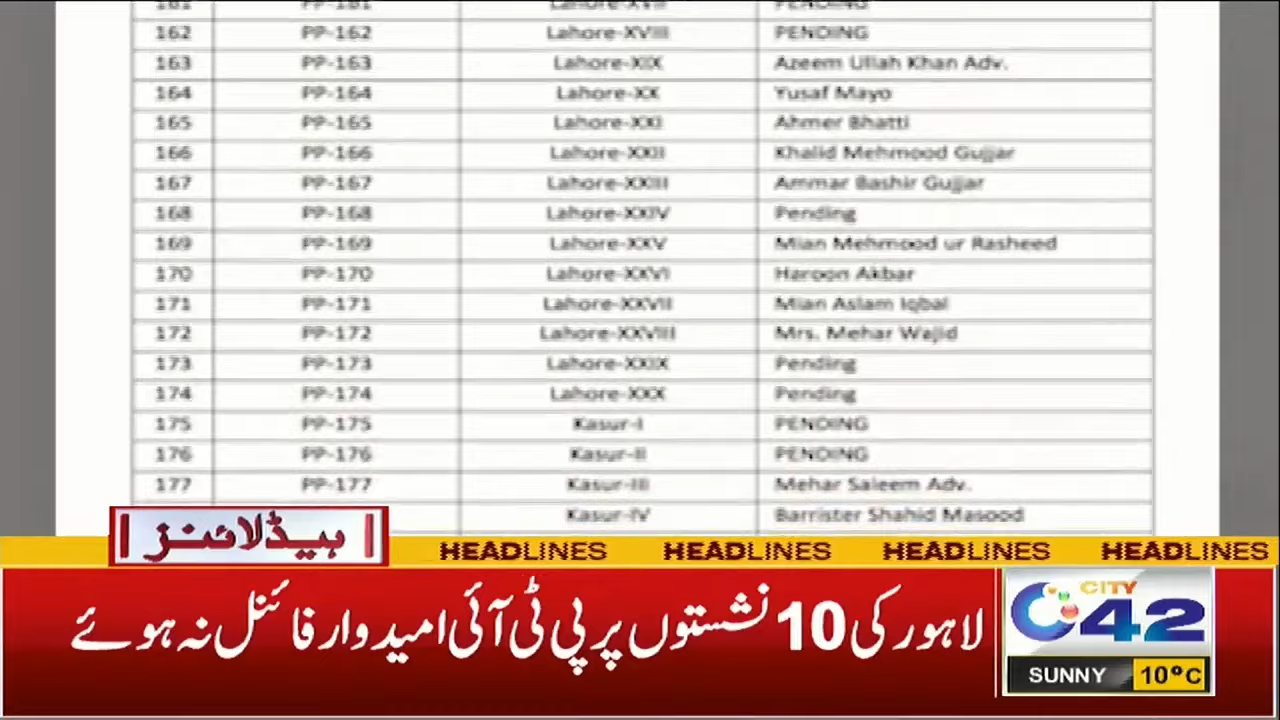 161 PP-161 Lahore-XVII PENDING
162 PP-162 Lahore-XVIII PENDING
163 PP-163 Lahore-XIX Azeem Ullah Khan Adv.
164 PP-164 Lahore-XX Yusaf Mayo
165 PP-165 Lahore-XXI Ahmer Bhatti
166 PP-166 Lahore-XXII Khalid Mehmood Gujjar
167 PP-167 Lahore-XXIII Ammar Bashir Gujjar
168 PP-168 Lahore-XXIV Pending
169 PP-169 Lahore-XXV Mian Mehmood ur Rasheed
170 PP-170 Lahore-XXVI Haroon Akbar
171 PP-171 Lahore-XXVII Mian Aslam Iqbal
172 PP-172 Lahore-XXVIII Mrs. Mehar Wajid
173 PP-173 Lahore-XXIX Pending
174 PP-174 Lahore-XXX Pending
175 PP-175 Kasur-I PENDING
176 PP-176 Kasur-II PENDING
177 PP-177 Kasur-III Mehar Saleem Adv.
Kasur-IV Barrister Shahid Masood
ہیڈلائنز
HEADLINES HEADLINES HEADLINES HEADLINES
لاہور کی 10 نشستوں پر پی ٹی آئی امیدوار فائنل نہ ہوئے
CITY
42
SUNNY 10°C